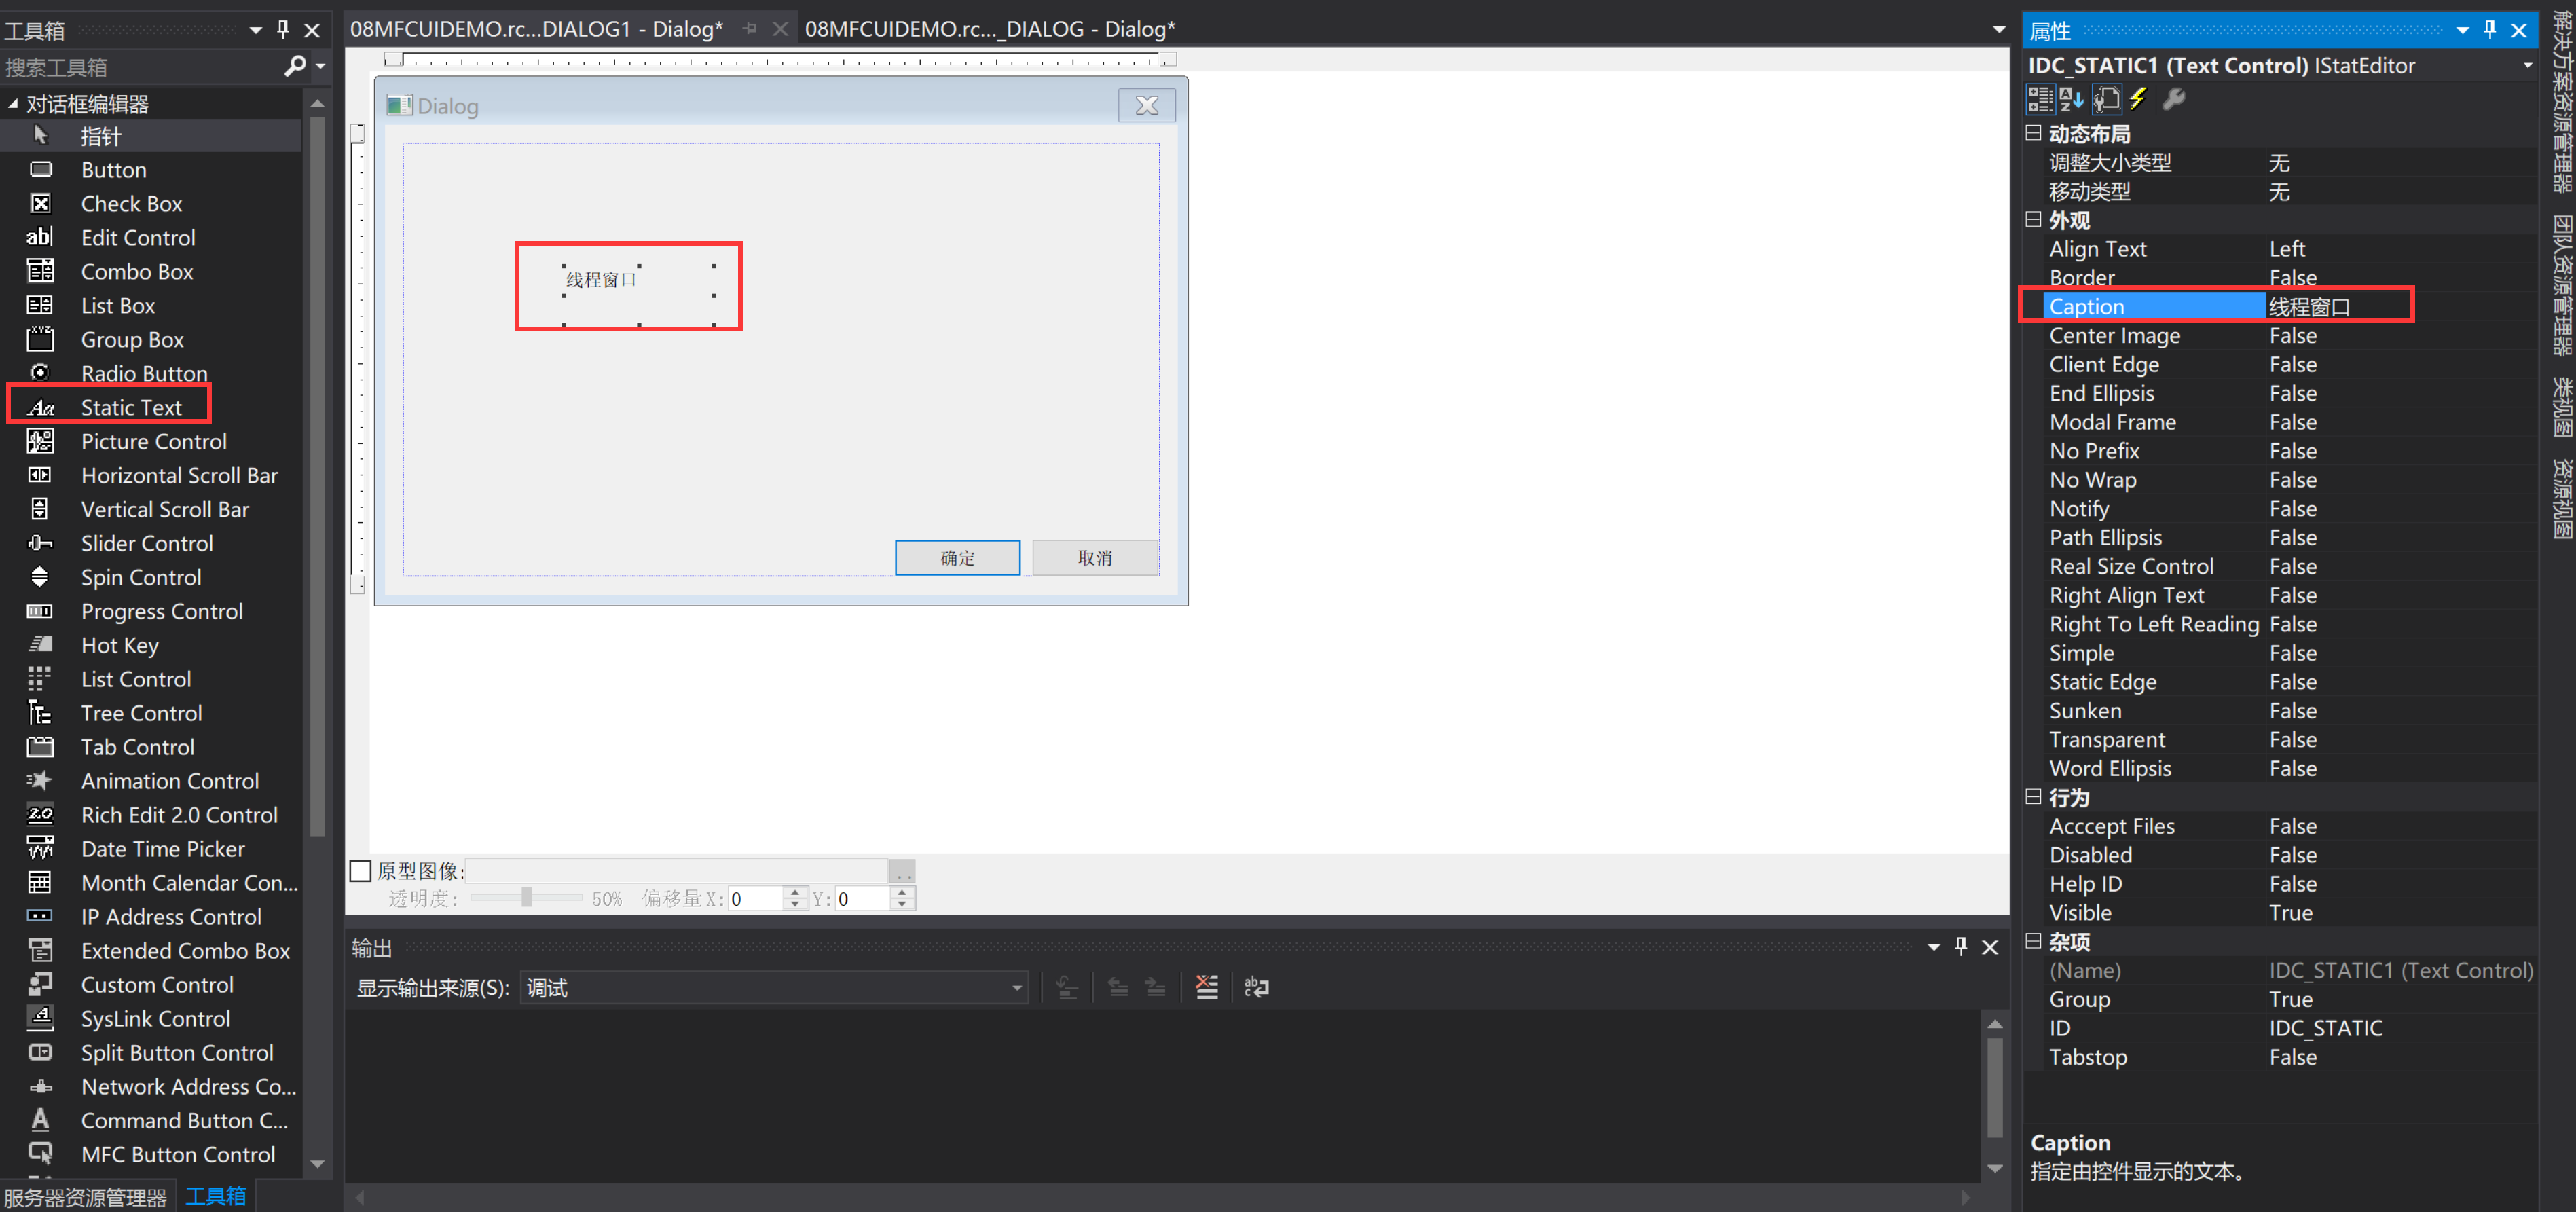 工具箱
搜索工具箱
对话框编辑器
指针
Button
Check Box
Edit Control
Combo Box
List Box
Group Box
Radio Button
Static Text
Picture Control
Horizontal Scroll Bar
Vertical Scroll Bar
Slider Control
Spin Control
Progress Control
Hot Key
List Control
Tree Control
Tab Control
Animation Control
Rich Edit 2.0 Control
Date Time Picker
Month Calendar Con...
IP Address Control
Extended Combo Box
Custom Control
SysLink Control
Split Button Control
Network Address Co...
Command Button C...
MFC Button Control
服务器资源管理器 工具箱
08MFCUIDEMO.rc...DIALOG1 - Dialog* 08MFCUIDEMO.rc..._DIALOG - Dialog*
Dialog
线程窗口
确定 取消
原型图像: ..
透明度: 50% 偏移量 X: 0 Y: 0
输出
显示输出来源(S): 调试
属性
IDC_STATIC1 (Text Control) IStatEditor
动态布局
调整大小类型 无
移动类型 无
外观
Align Text Left
Border False
Caption 线程窗口
Center Image False
Client Edge False
End Ellipsis False
Modal Frame False
No Prefix False
No Wrap False
Notify False
Path Ellipsis False
Real Size Control False
Right Align Text False
Right To Left Reading False
Simple False
Static Edge False
Sunken False
Transparent False
Word Ellipsis False
行为
Acccept Files False
Disabled False
Help ID False
Visible True
杂项
(Name) IDC_STATIC1 (Text Control)
Group True
ID IDC_STATIC
Tabstop False
Caption
指定由控件显示的文本。
解决方案资源管理器
团队资源管理器
类视图
资源视图